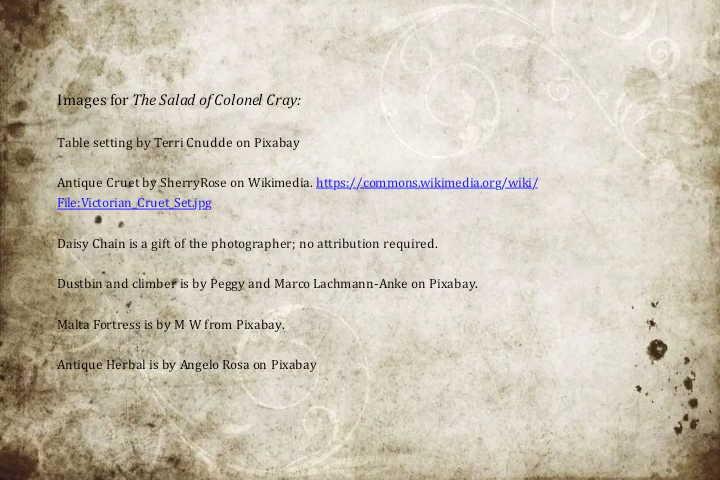 Images for The Salad of Colonel Cray:
Table setting by Terri Cnudde on Pixabay
Antique Cruet by SherryRose on Wikimedia. https://commons.wikimedia.org/wiki/
File:Victorian_Cruet_Set.jpg
Daisy Chain is a gift of the photographer; no attribution required.
Dustbin and climber is by Peggy and Marco Lachmann-Anke on Pixabay.
Malta Fortress is by M W from Pixabay.
Antique Herbal is by Angelo Rosa on Pixabay